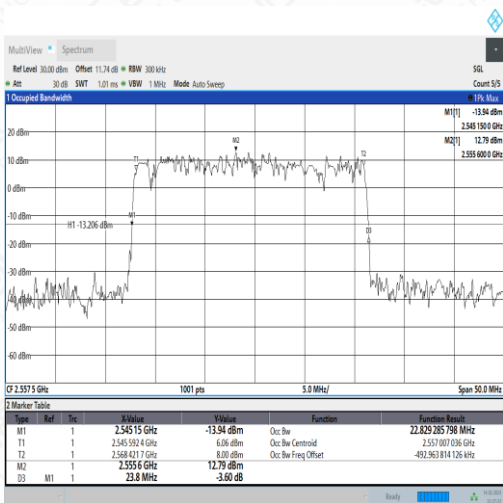 MultiView Spectrum
Ref Level 30.00 dBm Offset 11.74 dB RBW 300 kHz SGL
Att 30 dB SWT 1.01 ms VBW 1 MHz Mode Auto Sweep Count 5/5
1 Occupied Bandwidth 1Pk Max
M1[1] -13.94 dBm
2.545 150 0 GHz
M2[1] 12.79 dBm
2.555 600 0 GHz
20 dBm
M2
T1
T2
10 dBm
0 dBm
-10 dBm
M1
H1 -13.206 dBm
D3
-20 dBm
-30 dBm
-40 dBm
-50 dBm
-60 dBm
CF 2.557 5 GHz 1001 pts 5.0 MHz/ Span 50.0 MHz
2 Marker Table
Type Ref Trc X-Value Y-Value Function Function Result
M1 1 2.545 15 GHz -13.94 dBm Occ Bw 22.829 285 798 MHz
T1 1 2.545 592 4 GHz 6.06 dBm Occ Bw Centroid 2.557 007 036 GHz
T2 1 2.568 421 7 GHz 8.00 dBm Occ Bw Freq Offset -492.963 814 126 kHz
M2 1 2.555 6 GHz 12.79 dBm
D3 M1 1 23.8 MHz -3.60 dB
Ready